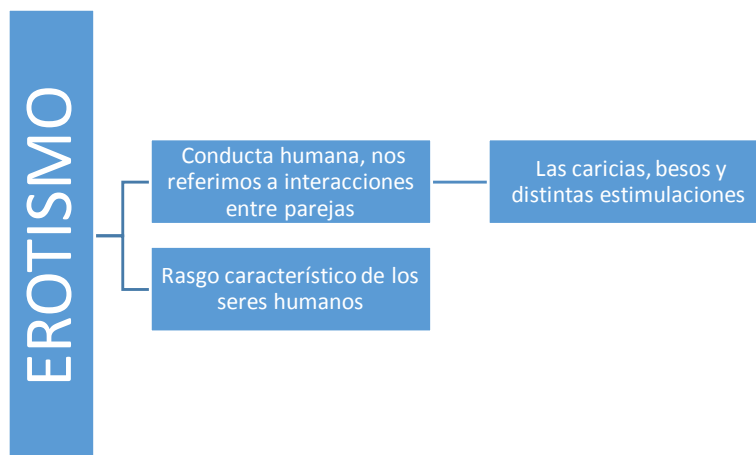 EROTISMO
Conducta humana, nos
referimos a interacciones
entre parejas
Las caricias, besos y
distintas estimulaciones
Rasgo característico de los
seres humanos